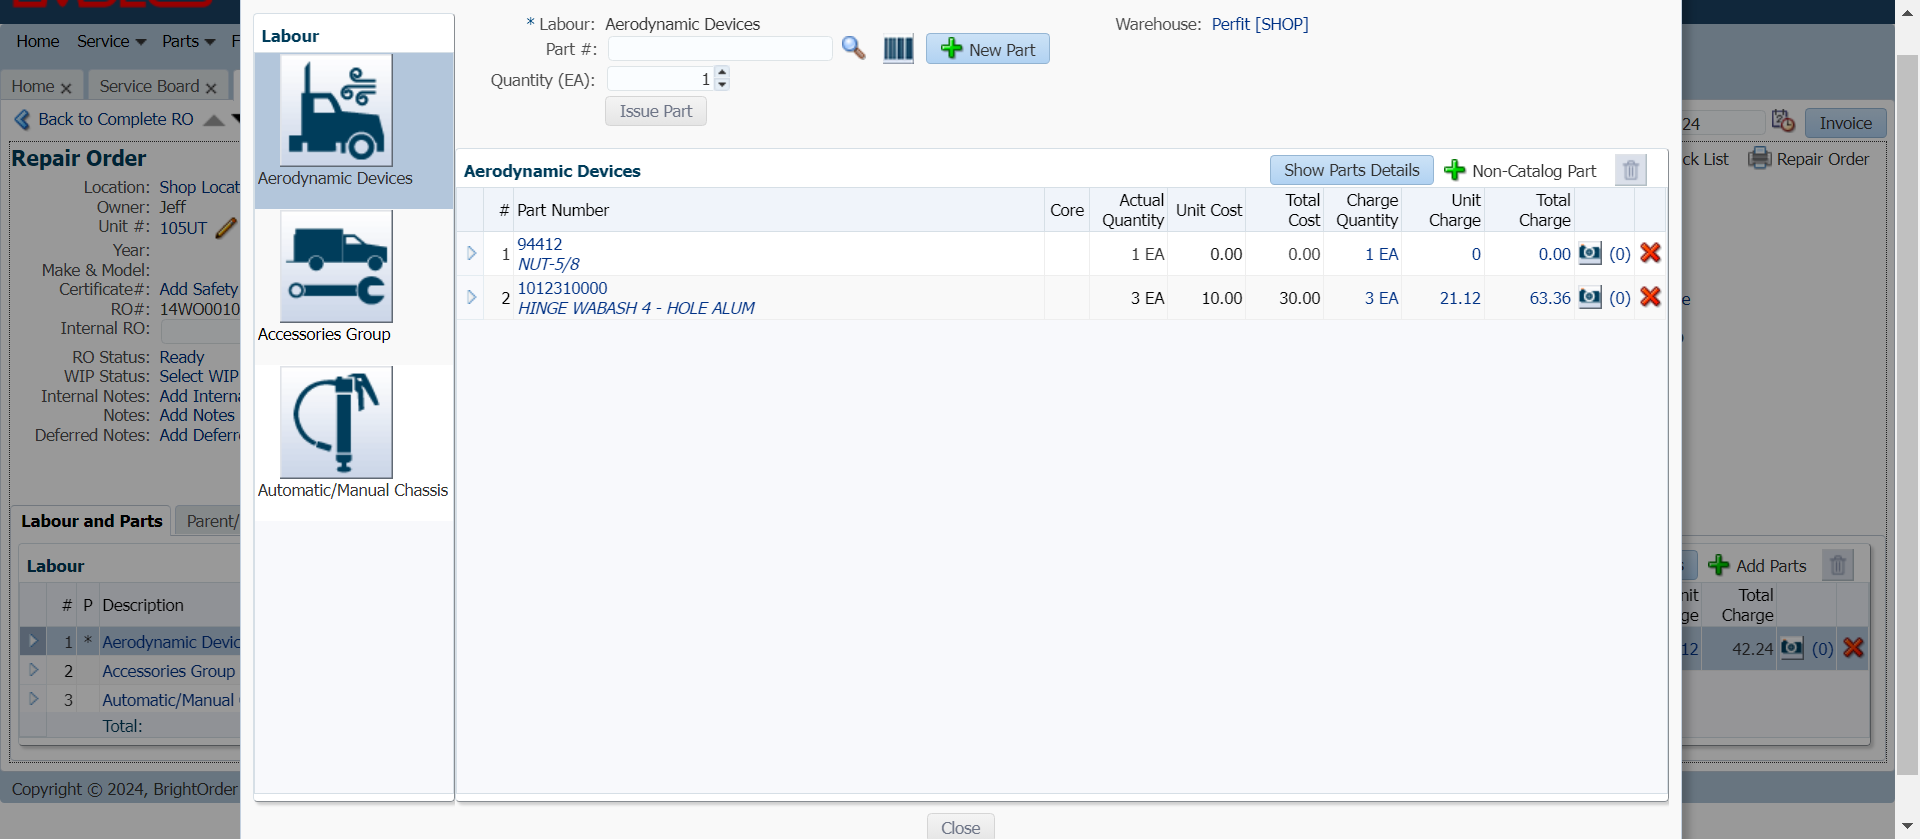 Home Service Parts F
Home Service Board
Back to Complete RO
Repair Order
Location: Shop Locat
Owner: Jeff
Unit #: 105UT
Year:
Make & Model:
Certificate#: Add Safety
RO#: 14WO0010
Internal RO:
RO Status: Ready
WIP Status: Select WIP
Internal Notes: Add Interna
Notes: Add Notes
Deferred Notes: Add Deferr
Labour and Parts Parent/
Labour
# P Description
1 * Aerodynamic Devic
2 Accessories Group
3 Automatic/Manual
Total:
Copyright © 2024, BrightOrder
Labour
Aerodynamic Devices
Accessories Group
Automatic/Manual Chassis
* Labour: Aerodynamic Devices
Warehouse: Perfit [SHOP]
Part #:
New Part
Quantity (EA): 1
Issue Part
Aerodynamic Devices
Show Parts Details Non-Catalog Part
# Part Number Core Actual Quantity Unit Cost Total Cost Charge Quantity Unit Charge Total Charge
1 94412 1 EA 0.00 0.00 1 EA 0 0.00 (0)
NUT-5/8
2 1012310000 3 EA 10.00 30.00 3 EA 21.12 63.36 (0)
HINGE WABASH 4 - HOLE ALUM
Close
24 Invoice
ck List Repair Order
e
s Add Parts
nit Total
ge Charge
12 42.24 (0)